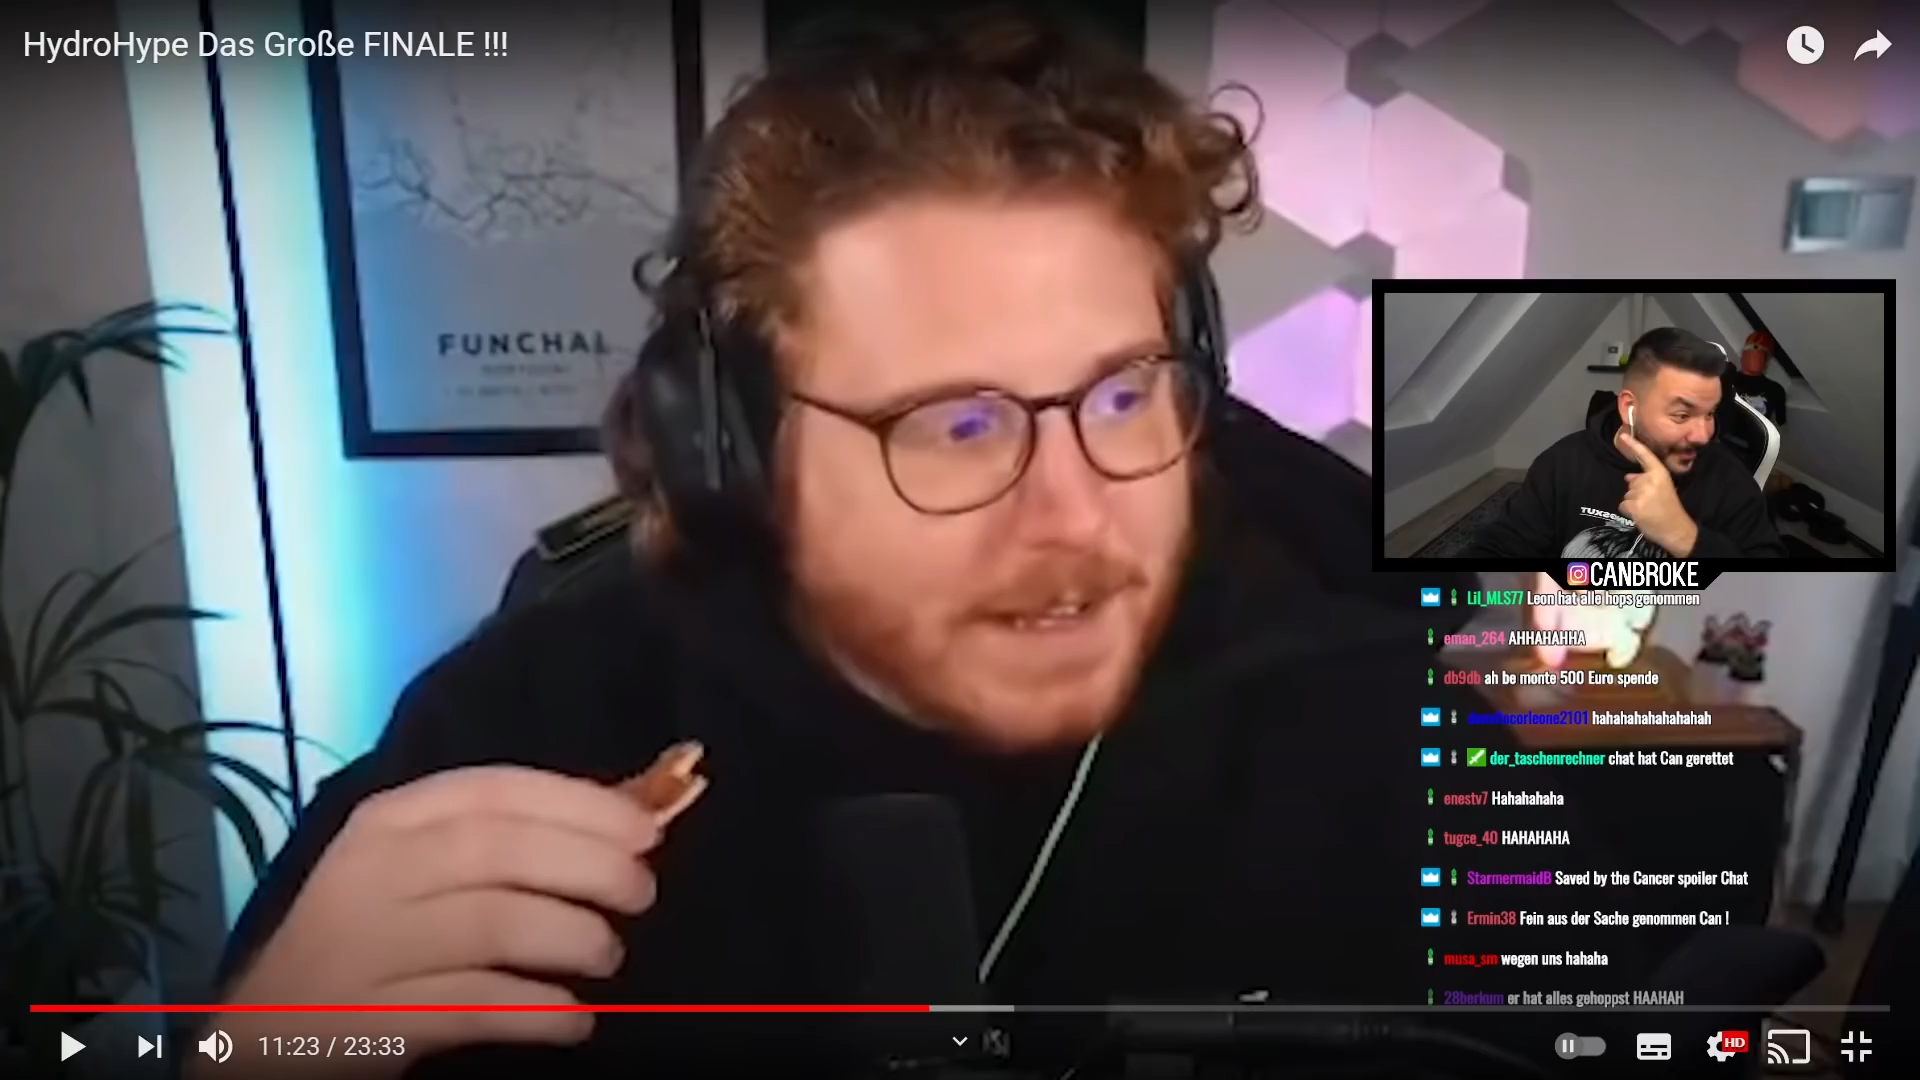 HydroHype Das Große FINALE !!!
FUNCHAL
CANBROKE
Lil_MLS77 Leon hat alle hops genommen
eman_264 AHHAHAHHA
db9db ah be monte 500 Euro spende
hahahahahahahah
der_taschenrechner chat hat Can gerettet
enestv7 Hahahahaha
tugce_40 HAHAHAHA
StarmermaidB Saved by the Cancer spoiler Chat
Ermin38 Fein aus der Sache genommen Can !
musa_sm wegen uns hahaha
28berkum er hat alles gehoppst HAAHAH
11:23 / 23:33
HD